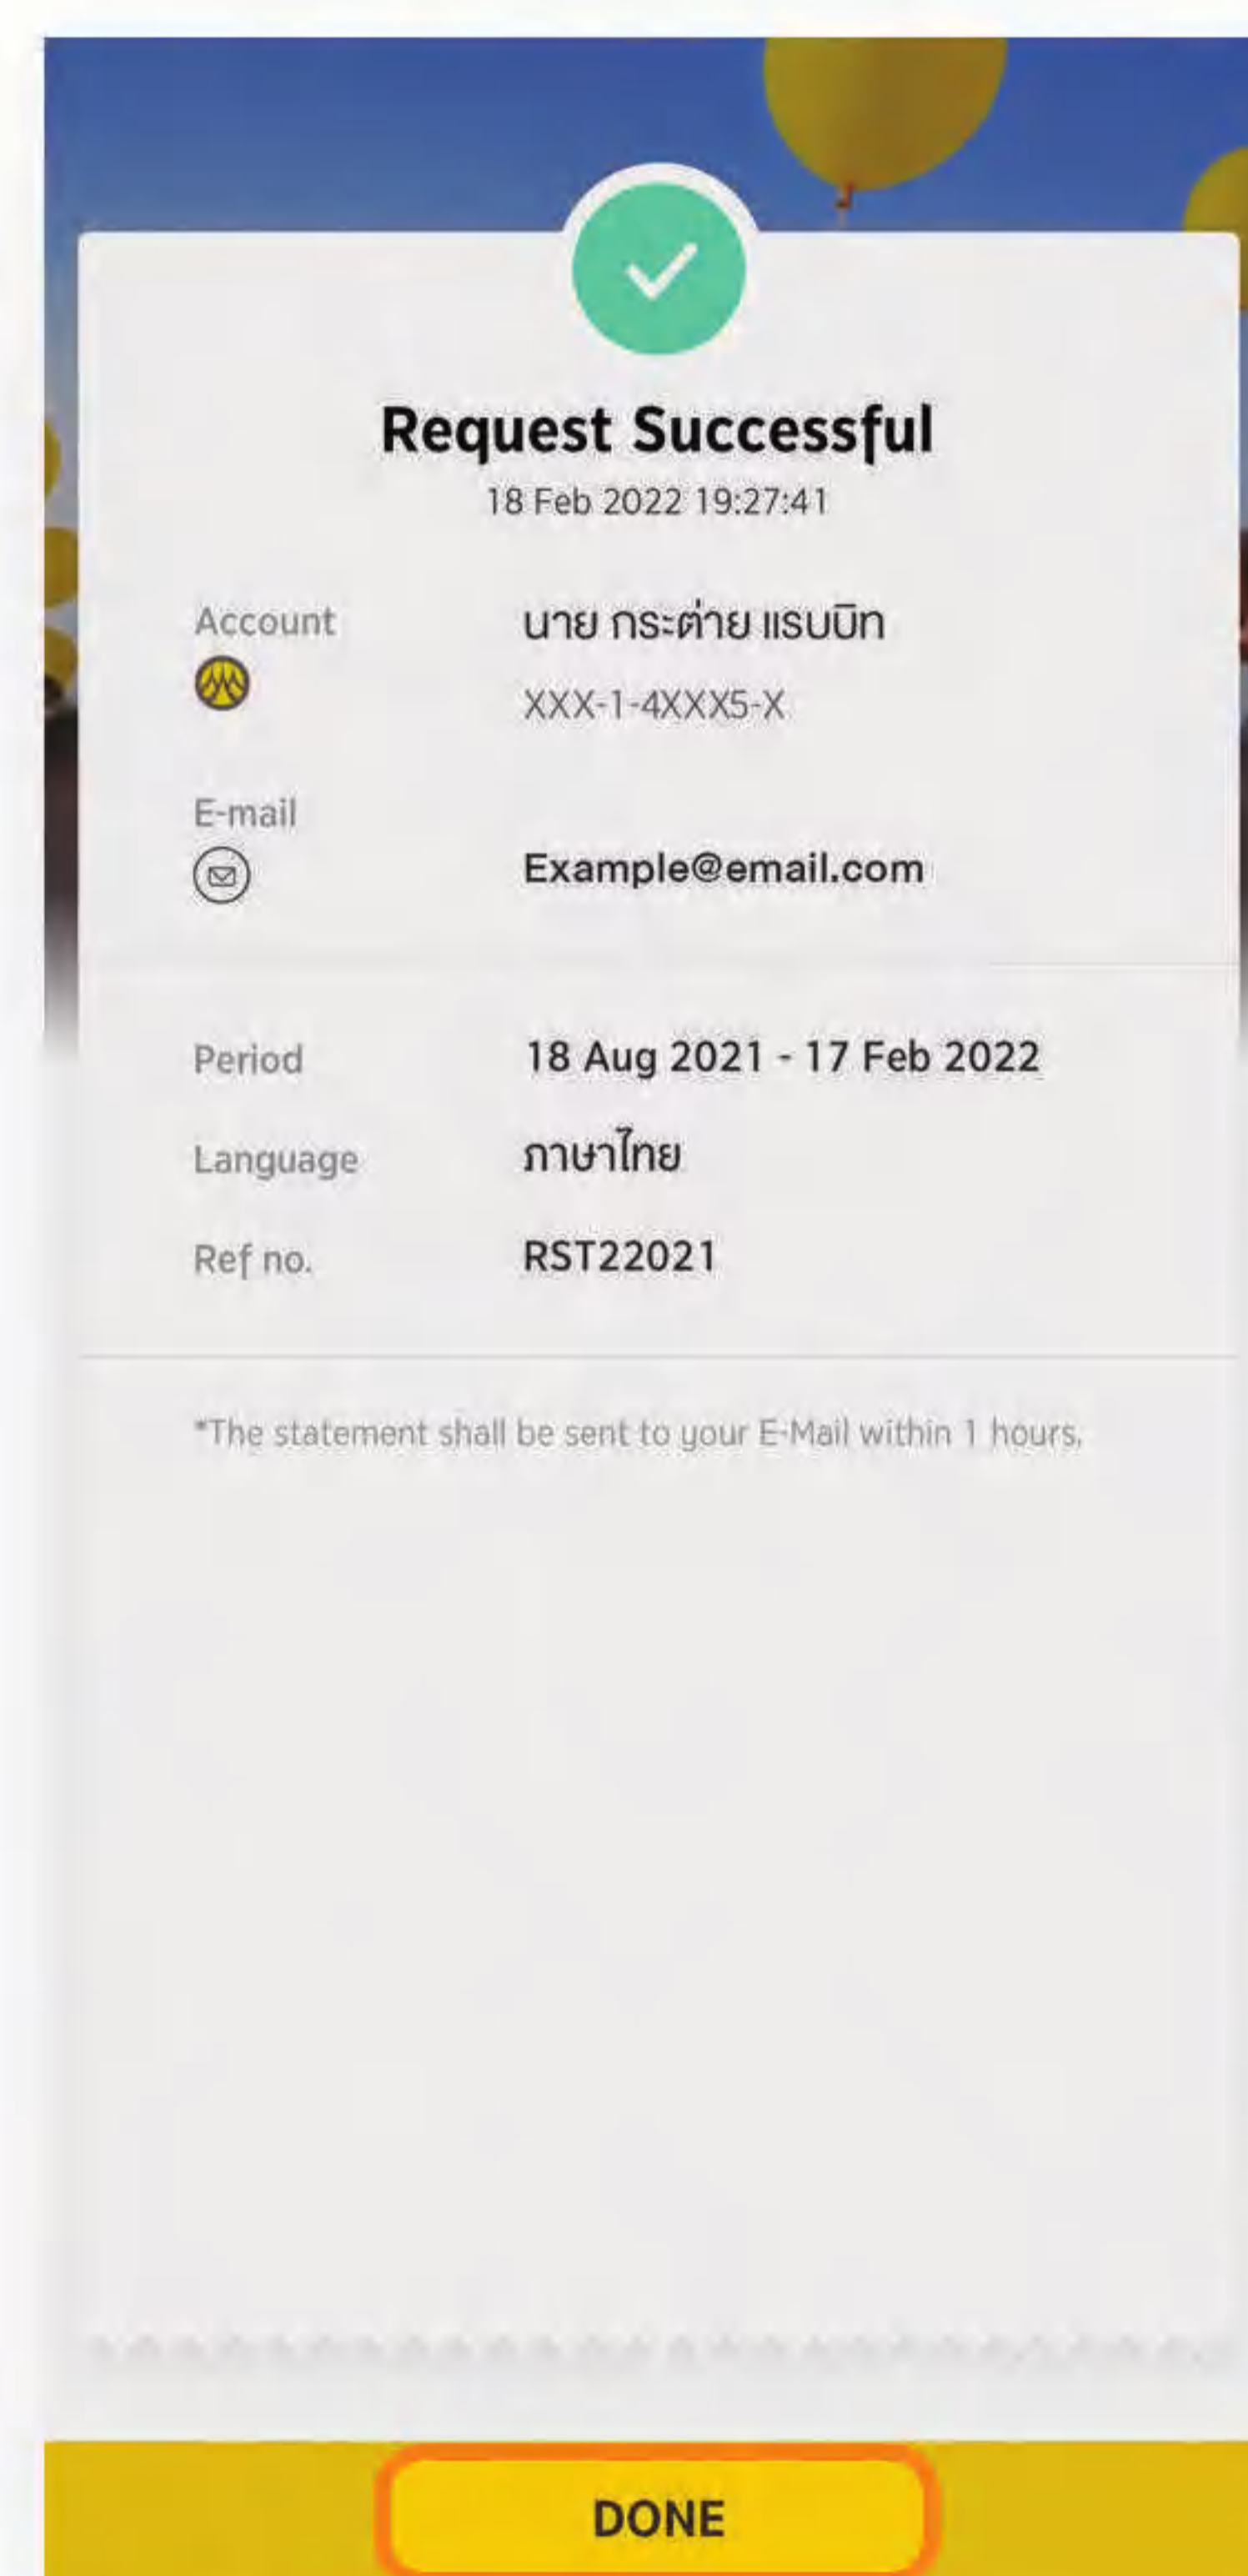 Request Successful
18 Feb 2022 19:27:41
Account
นาย กระต่าย แรบบิท
XXX-1-4XXX5-X
E-mail
Example@email.com
Period 18 Aug 2021 - 17 Feb 2022
Language ภาษาไทย
Ref no. RST22021
*The statement shall be sent to your E-Mail within 1 hours.
DONE